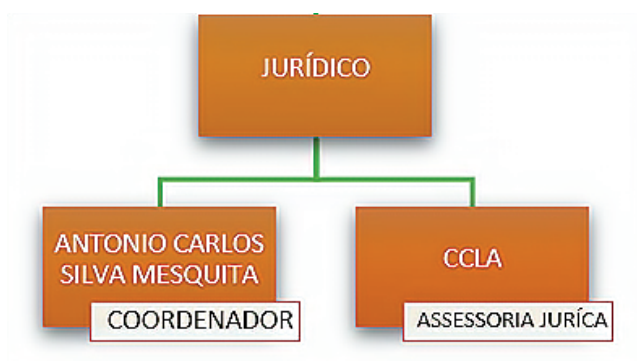 JURÍDICO
ANTONIO CARLOS
SILVA MESQUITA
COORDENADOR
CCLA
ASSESSORIA JURÍCA